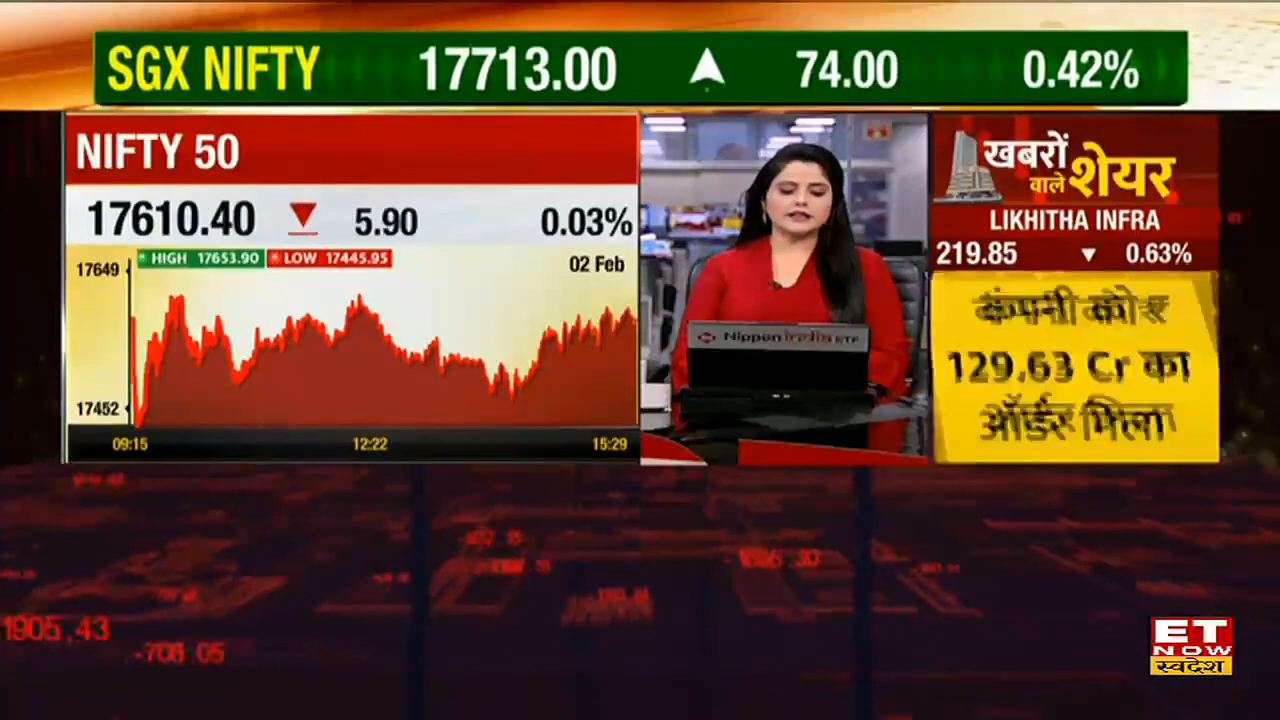 SGX NIFTY 17713.00 74.00 0.42%
NIFTY 50
17610.40 5.90 0.03%
HIGH 17653.90 LOW 17445.95
02 Feb
17649
17452
09:15 12:22 15:29
Nippon india ETF
खबरों
वाले शेयर
LIKHITHA INFRA
219.85 0.63%
कंपनी को
129.63 Cr का
ऑर्डर मिला
1905,43
-708 05
ET
NOW
स्वदेश